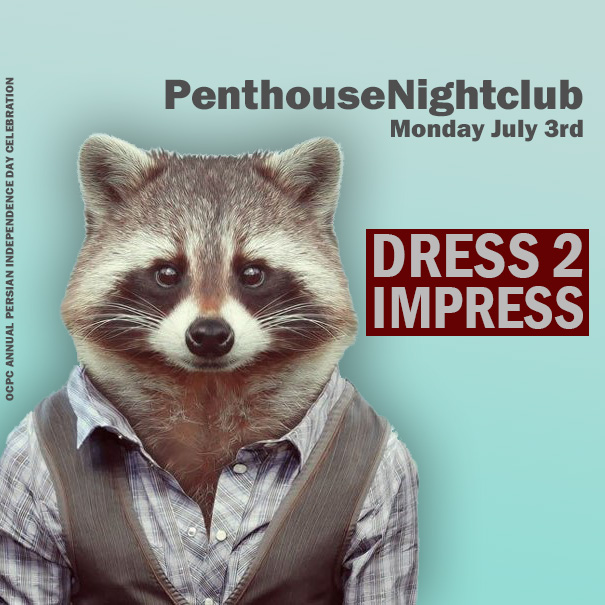 PenthouseNightclub
Monday July 3rd
DRESS 2
IMPRESS
OCPC ANNUAL PERSIAN INDEPENDENCE DAY CELEBRATION